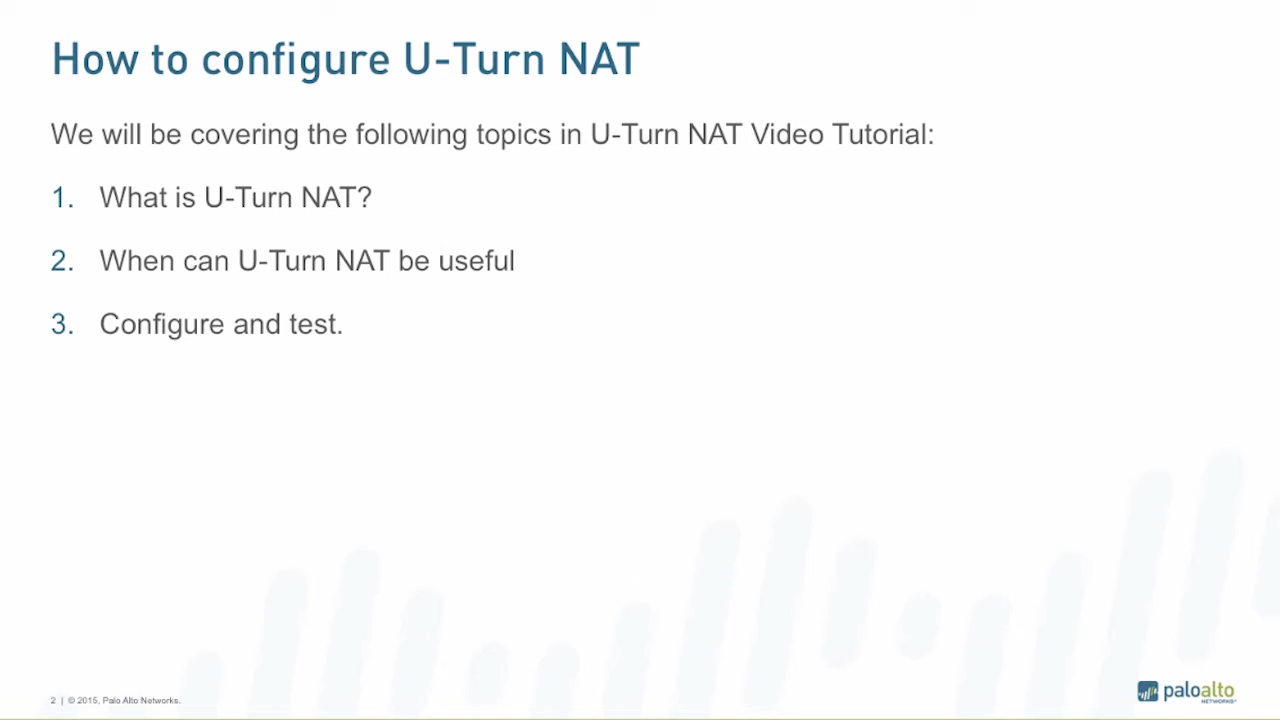 How to configure U-Turn NAT
We will be covering the following topics in U-Turn NAT Video Tutorial:
1. What is U-Turn NAT?
2. When can U-Turn NAT be useful
3. Configure and test.
2 | © 2015, Palo Alto Networks.
paloalto
NETWORKS®